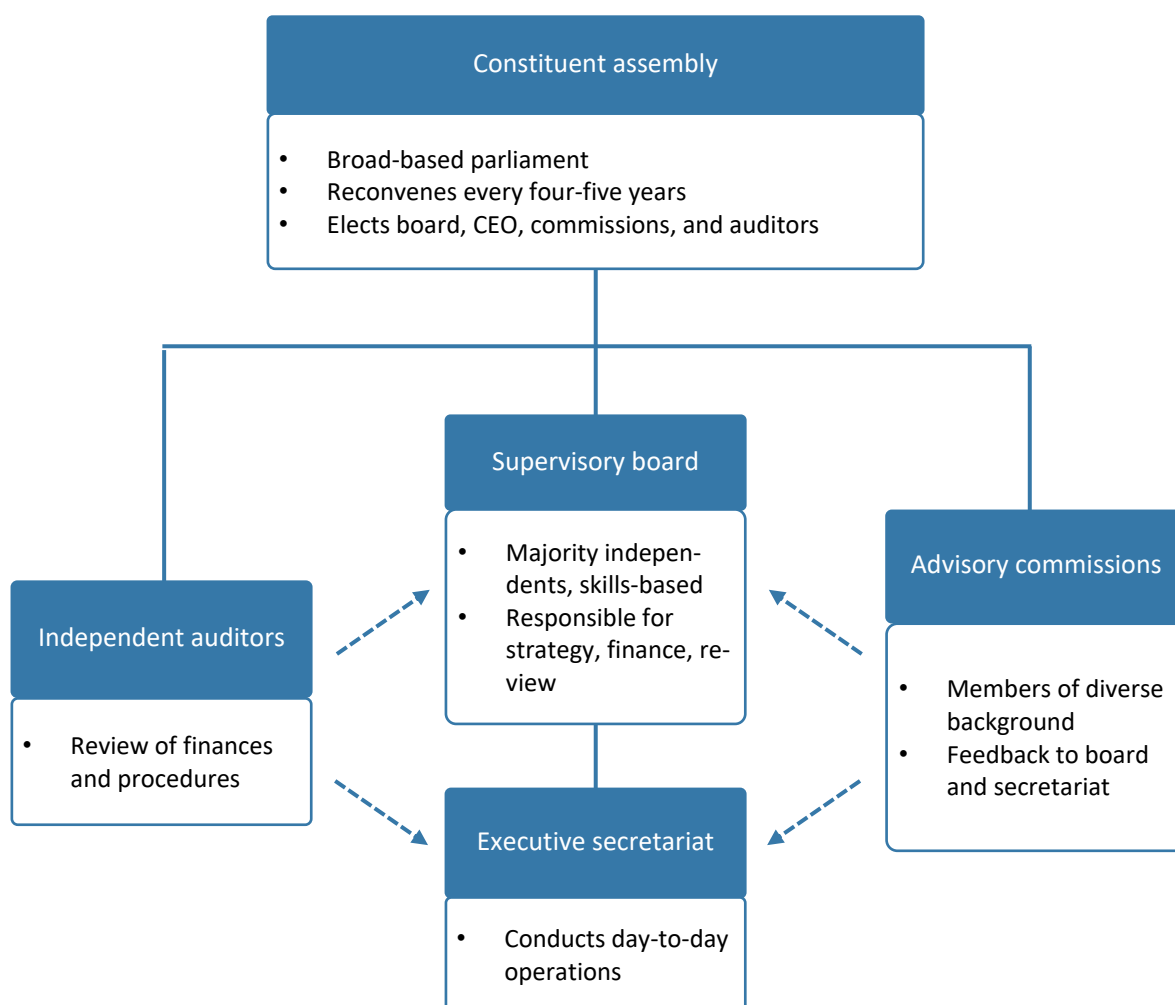 Constituent assembly
• Broad-based parliament
• Reconvenes every four-five years
• Elects board, CEO, commissions, and auditors
Supervisory board
• Majority indepen-
dents, skills-based
• Responsible for
strategy, finance, re-
view
Advisory commissions
• Members of diverse
background
• Feedback to board
and secretariat
Independent auditors
• Review of finances
and procedures
Executive secretariat
• Conducts day-to-day
operations